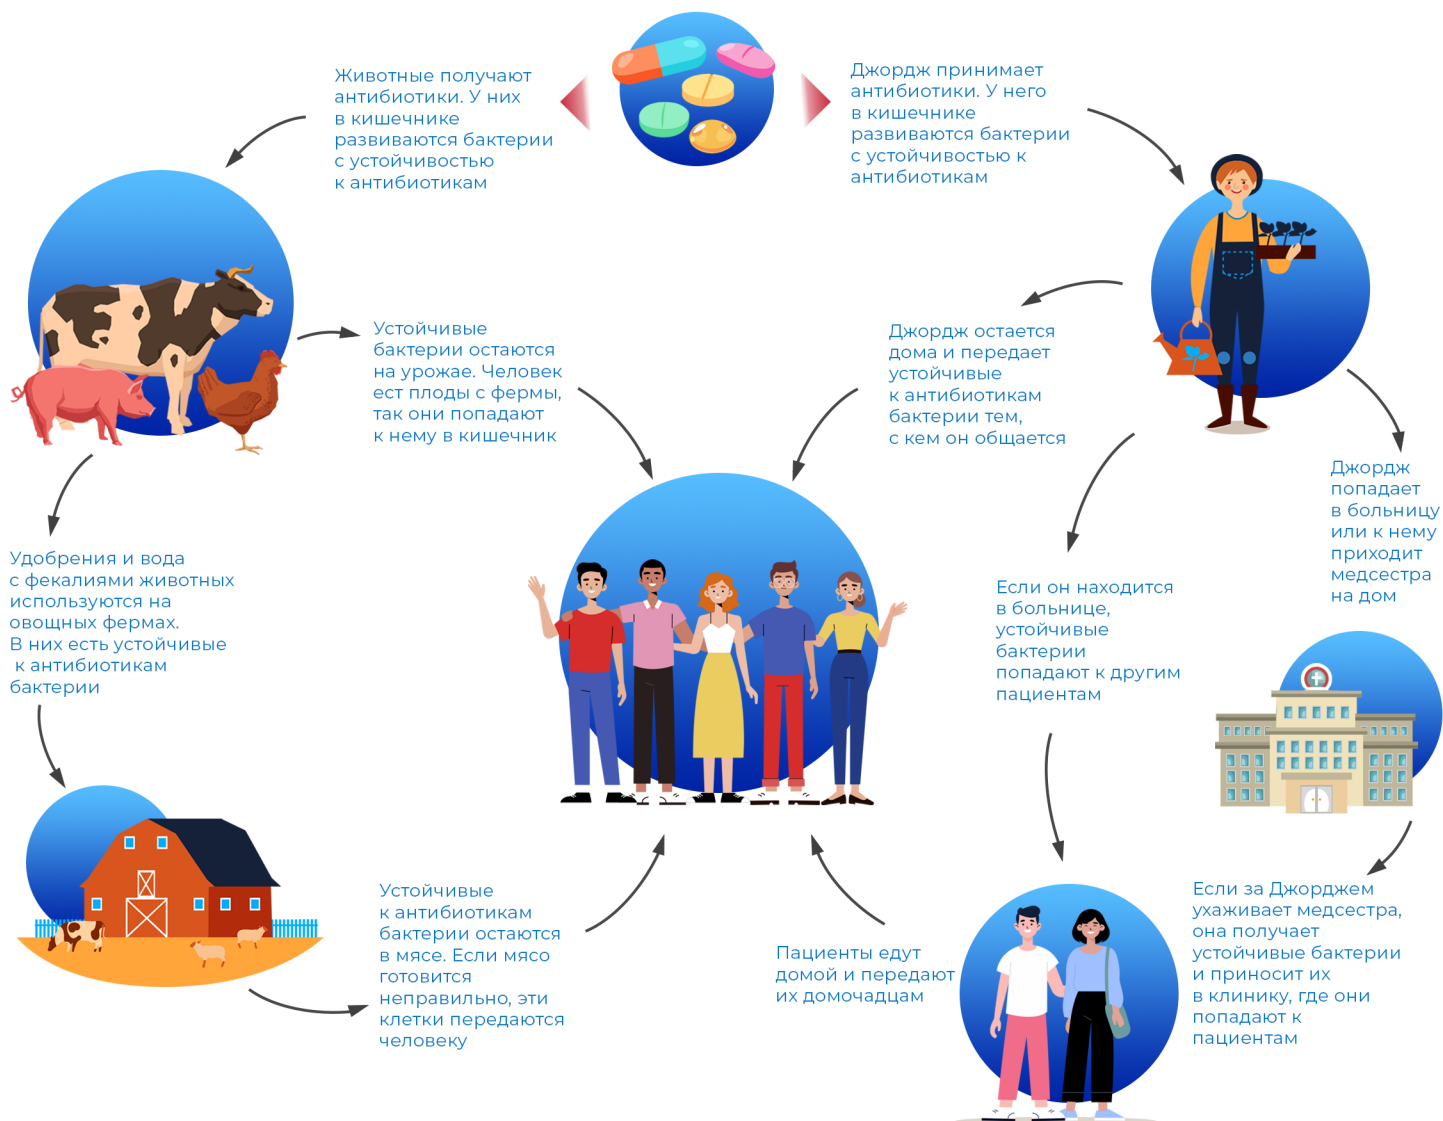 Животные получают
антибиотики. У них
в кишечнике
развиваются бактерии
с устойчивостью
к антибиотикам
Джордж принимает
антибиотики. У него
в кишечнике
развиваются бактерии
с устойчивостью к
антибиотикам
Устойчивые
бактерии остаются
на урожае. Человек
ест плоды с фермы,
так они попадают
к нему в кишечник
Джордж остается
дома и передает
устойчивые
к антибиотикам
бактерии тем,
с кем он общается
Джордж
попадает
в больницу
или к нему
приходит
медсестра
на дом
Удобрения и вода
с фекалиями животных
используются на
овощных фермах.
В них есть устойчивые
к антибиотикам
бактерии
Если он находится
в больнице,
устойчивые
бактерии
попадают к другим
пациентам
Устойчивые
к антибиотикам
бактерии остаются
в мясе. Если мясо
готовится
неправильно, эти
клетки передаются
человеку
Пациенты едут
домой и передают
их домочадцам
Если за Джорджем
ухаживает медсестра,
она получает
устойчивые бактерии
и приносит их
в клинику, где они
попадают к
пациентам